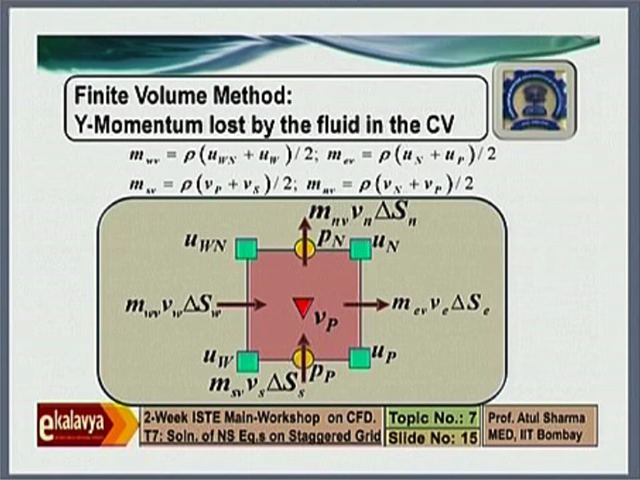 Finite Volume Method:
Y-Momentum lost by the fluid in the CV
m_wv = ρ(u_WN + u_W)/2; m_ev = ρ(u_N + u_P)/2
m_sv = ρ(v_P + v_S)/2; m_nv = ρ(v_N + v_P)/2
m_nv v_n ΔS_n
u_WN p_N u_N
m_wv v_w ΔS_w m_ev v_e ΔS_e
v_P
u_W p_P u_P
m_sv v_s ΔS_s
ekalavya
2-Week ISTE Main-Workshop on CFD.
T7: Soln. of NS Eq.s on Staggered Grid
Topic No.: 7
Slide No: 15
Prof. Atul Sharma
MED, IIT Bombay